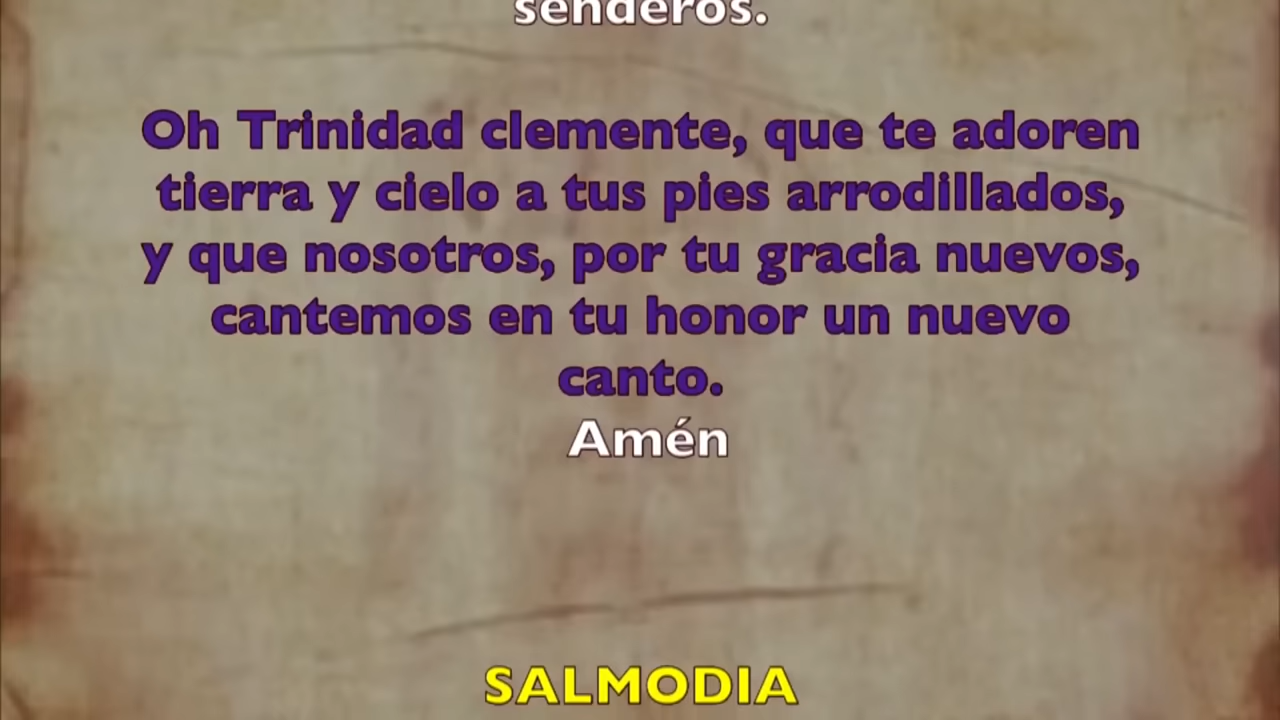 senderos.
Oh Trinidad clemente, que te adoren
tierra y cielo a tus pies arrodillados,
y que nosotros, por tu gracia nuevos,
cantemos en tu honor un nuevo
canto.
Amén
SALMODIA